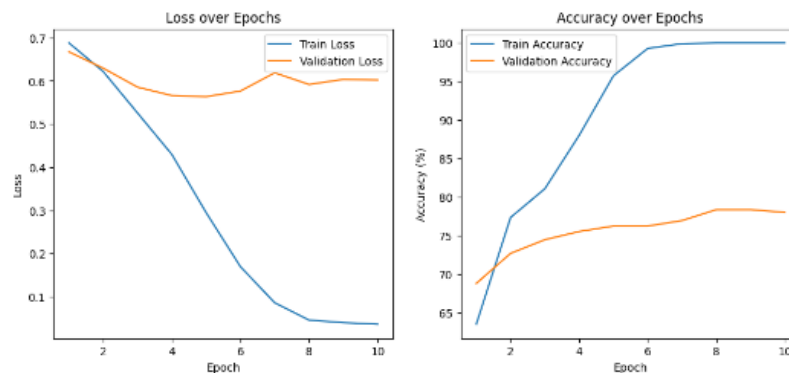 Loss over Epochs
Train Loss
Validation Loss
0.7
0.6
0.5
0.4
0.3
0.2
0.1
Loss
2
4
6
8
10
Epoch
Accuracy over Epochs
Train Accuracy
Validation Accuracy
100
95
90
85
80
75
70
65
Accuracy (%)
2
4
6
8
10
Epoch